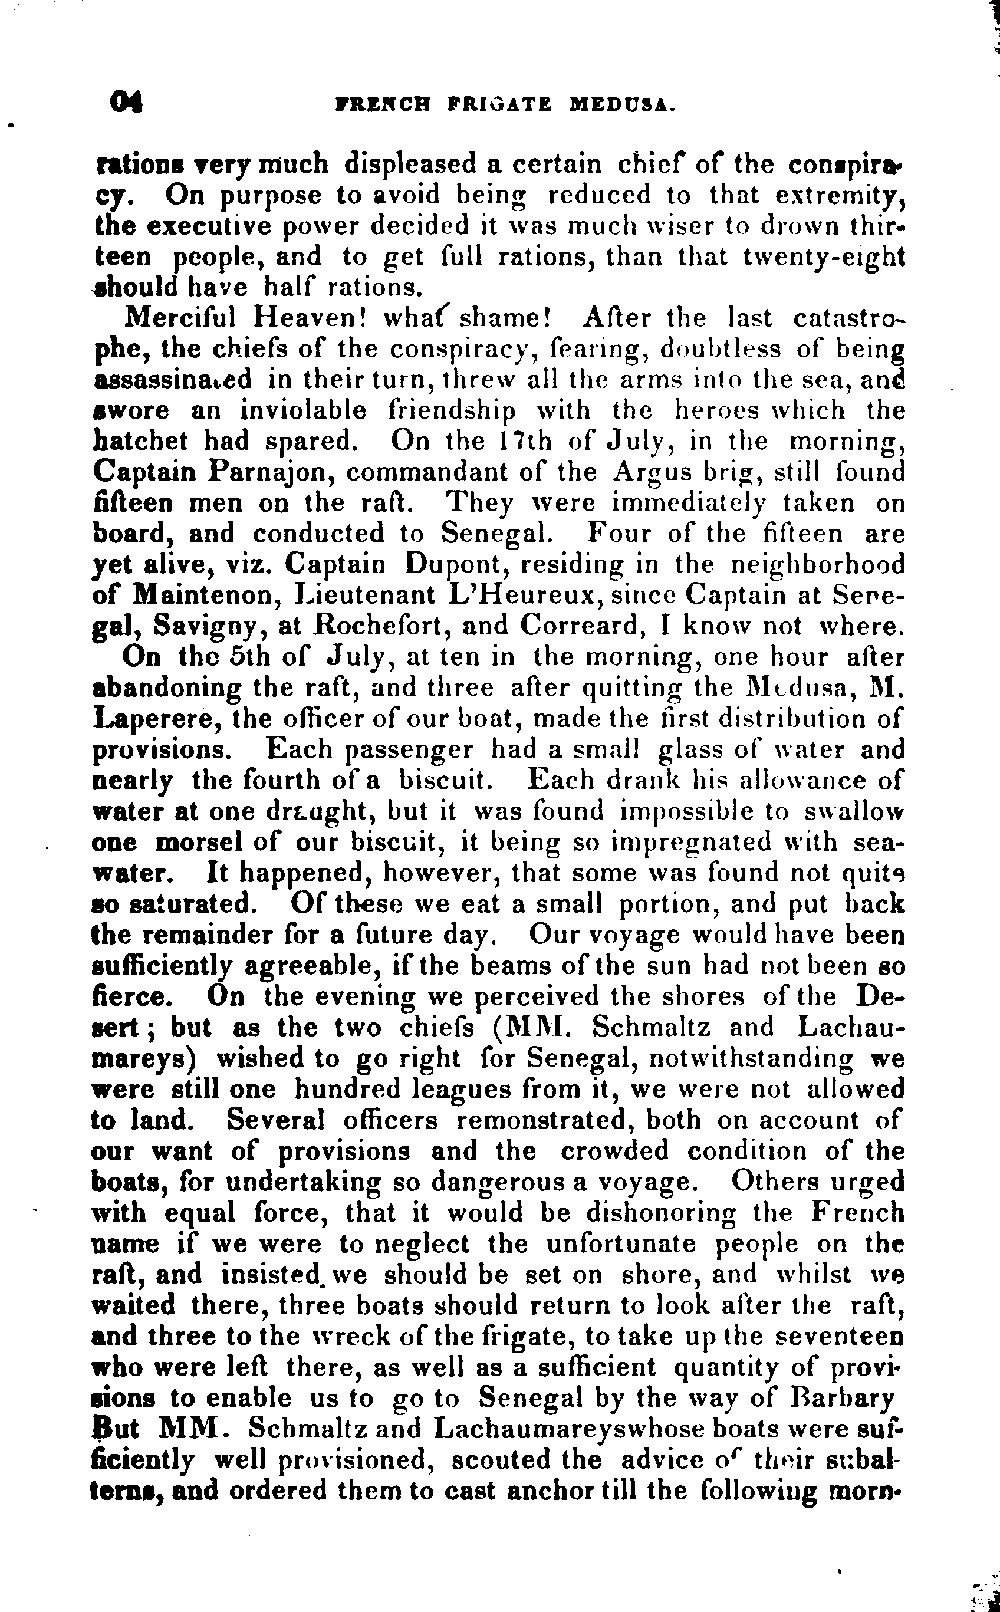 04 FRENCH FRIGATE MEDUSA.
rations very much displeased a certain chief of the conspira-
cy. On purpose to avoid being reduced to that extremity,
the executive power decided it was much wiser to drown thir-
teen people, and to get full rations, than that twenty-eight
should have half rations.
Merciful Heaven! what shame! After the last catastro-
phe, the chiefs of the conspiracy, fearing, doubtless of being
assassinated in their turn, threw all the arms into the sea, and
swore an inviolable friendship with the heroes which the
hatchet had spared. On the 17th of July, in the morning,
Captain Parnajon, commandant of the Argus brig, still found
fifteen men on the raft. They were immediately taken on
board, and conducted to Senegal. Four of the fifteen are
yet alive, viz. Captain Dupont, residing in the neighborhood
of Maintenon, Lieutenant L'Heureux, since Captain at Sene-
gal, Savigny, at Rochefort, and Correard, I know not where.
On the 5th of July, at ten in the morning, one hour after
abandoning the raft, and three after quitting the Medusa, M.
Laperere, the officer of our boat, made the first distribution of
provisions. Each passenger had a small glass of water and
nearly the fourth of a biscuit. Each drank his allowance of
water at one draught, but it was found impossible to swallow
one morsel of our biscuit, it being so impregnated with sea-
water. It happened, however, that some was found not quite
so saturated. Of these we eat a small portion, and put back
the remainder for a future day. Our voyage would have been
sufficiently agreeable, if the beams of the sun had not been so
fierce. On the evening we perceived the shores of the De-
sert; but as the two chiefs (MM. Schmaltz and Lachau-
mareys) wished to go right for Senegal, notwithstanding we
were still one hundred leagues from it, we were not allowed
to land. Several officers remonstrated, both on account of
our want of provisions and the crowded condition of the
boats, for undertaking so dangerous a voyage. Others urged
with equal force, that it would be dishonoring the French
name if we were to neglect the unfortunate people on the
raft, and insisted we should be set on shore, and whilst we
waited there, three boats should return to look after the raft,
and three to the wreck of the frigate, to take up the seventeen
who were left there, as well as a sufficient quantity of provi-
sions to enable us to go to Senegal by the way of Barbary
But MM. Schmaltz and Lachaumareyswhose boats were suf-
ficiently well provisioned, scouted the advice of their subal-
terns, and ordered them to cast anchor till the following morn-